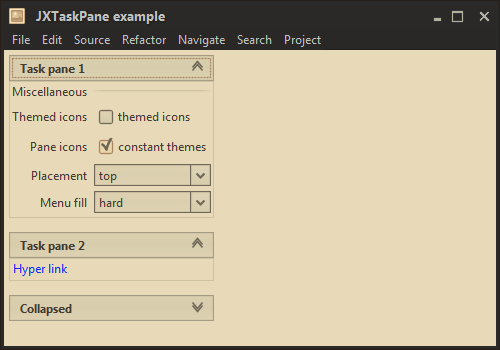 JXTaskPane example
File Edit Source Refactor Navigate Search Project
Task pane 1
Miscellaneous
Themed icons themed icons
Pane icons constant themes
Placement top
Menu fill hard
Task pane 2
Hyper link
Collapsed